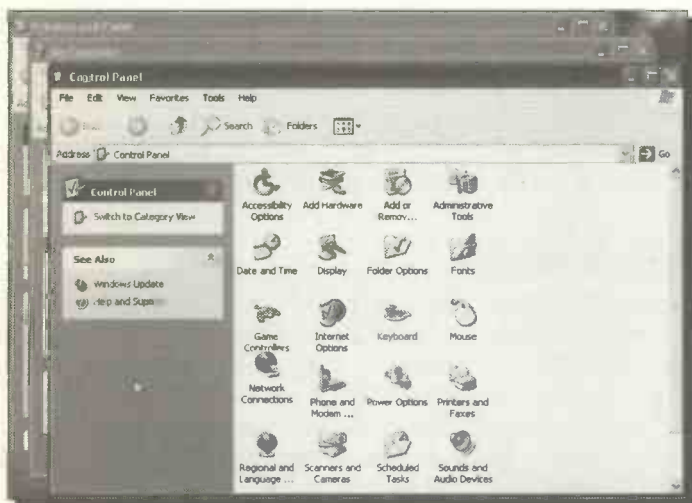 Control Panel
File Edit View Favorites Tools Help
Search Folders
Address Control Panel Go
Control Panel
Switch to Category View
See Also
Windows Update
Help and Supp
Accessibility Options
Add Hardware
Add or Remov...
Administrative Tools
Date and Time
Display
Folder Options
Fonts
Game Controllers
Internet Options
Keyboard
Mouse
Network Connections
Phone and Modem ...
Power Options
Printers and Faxes
Regional and Language ...
Scanners and Cameras
Scheduled Tasks
Sounds and Audio Devices